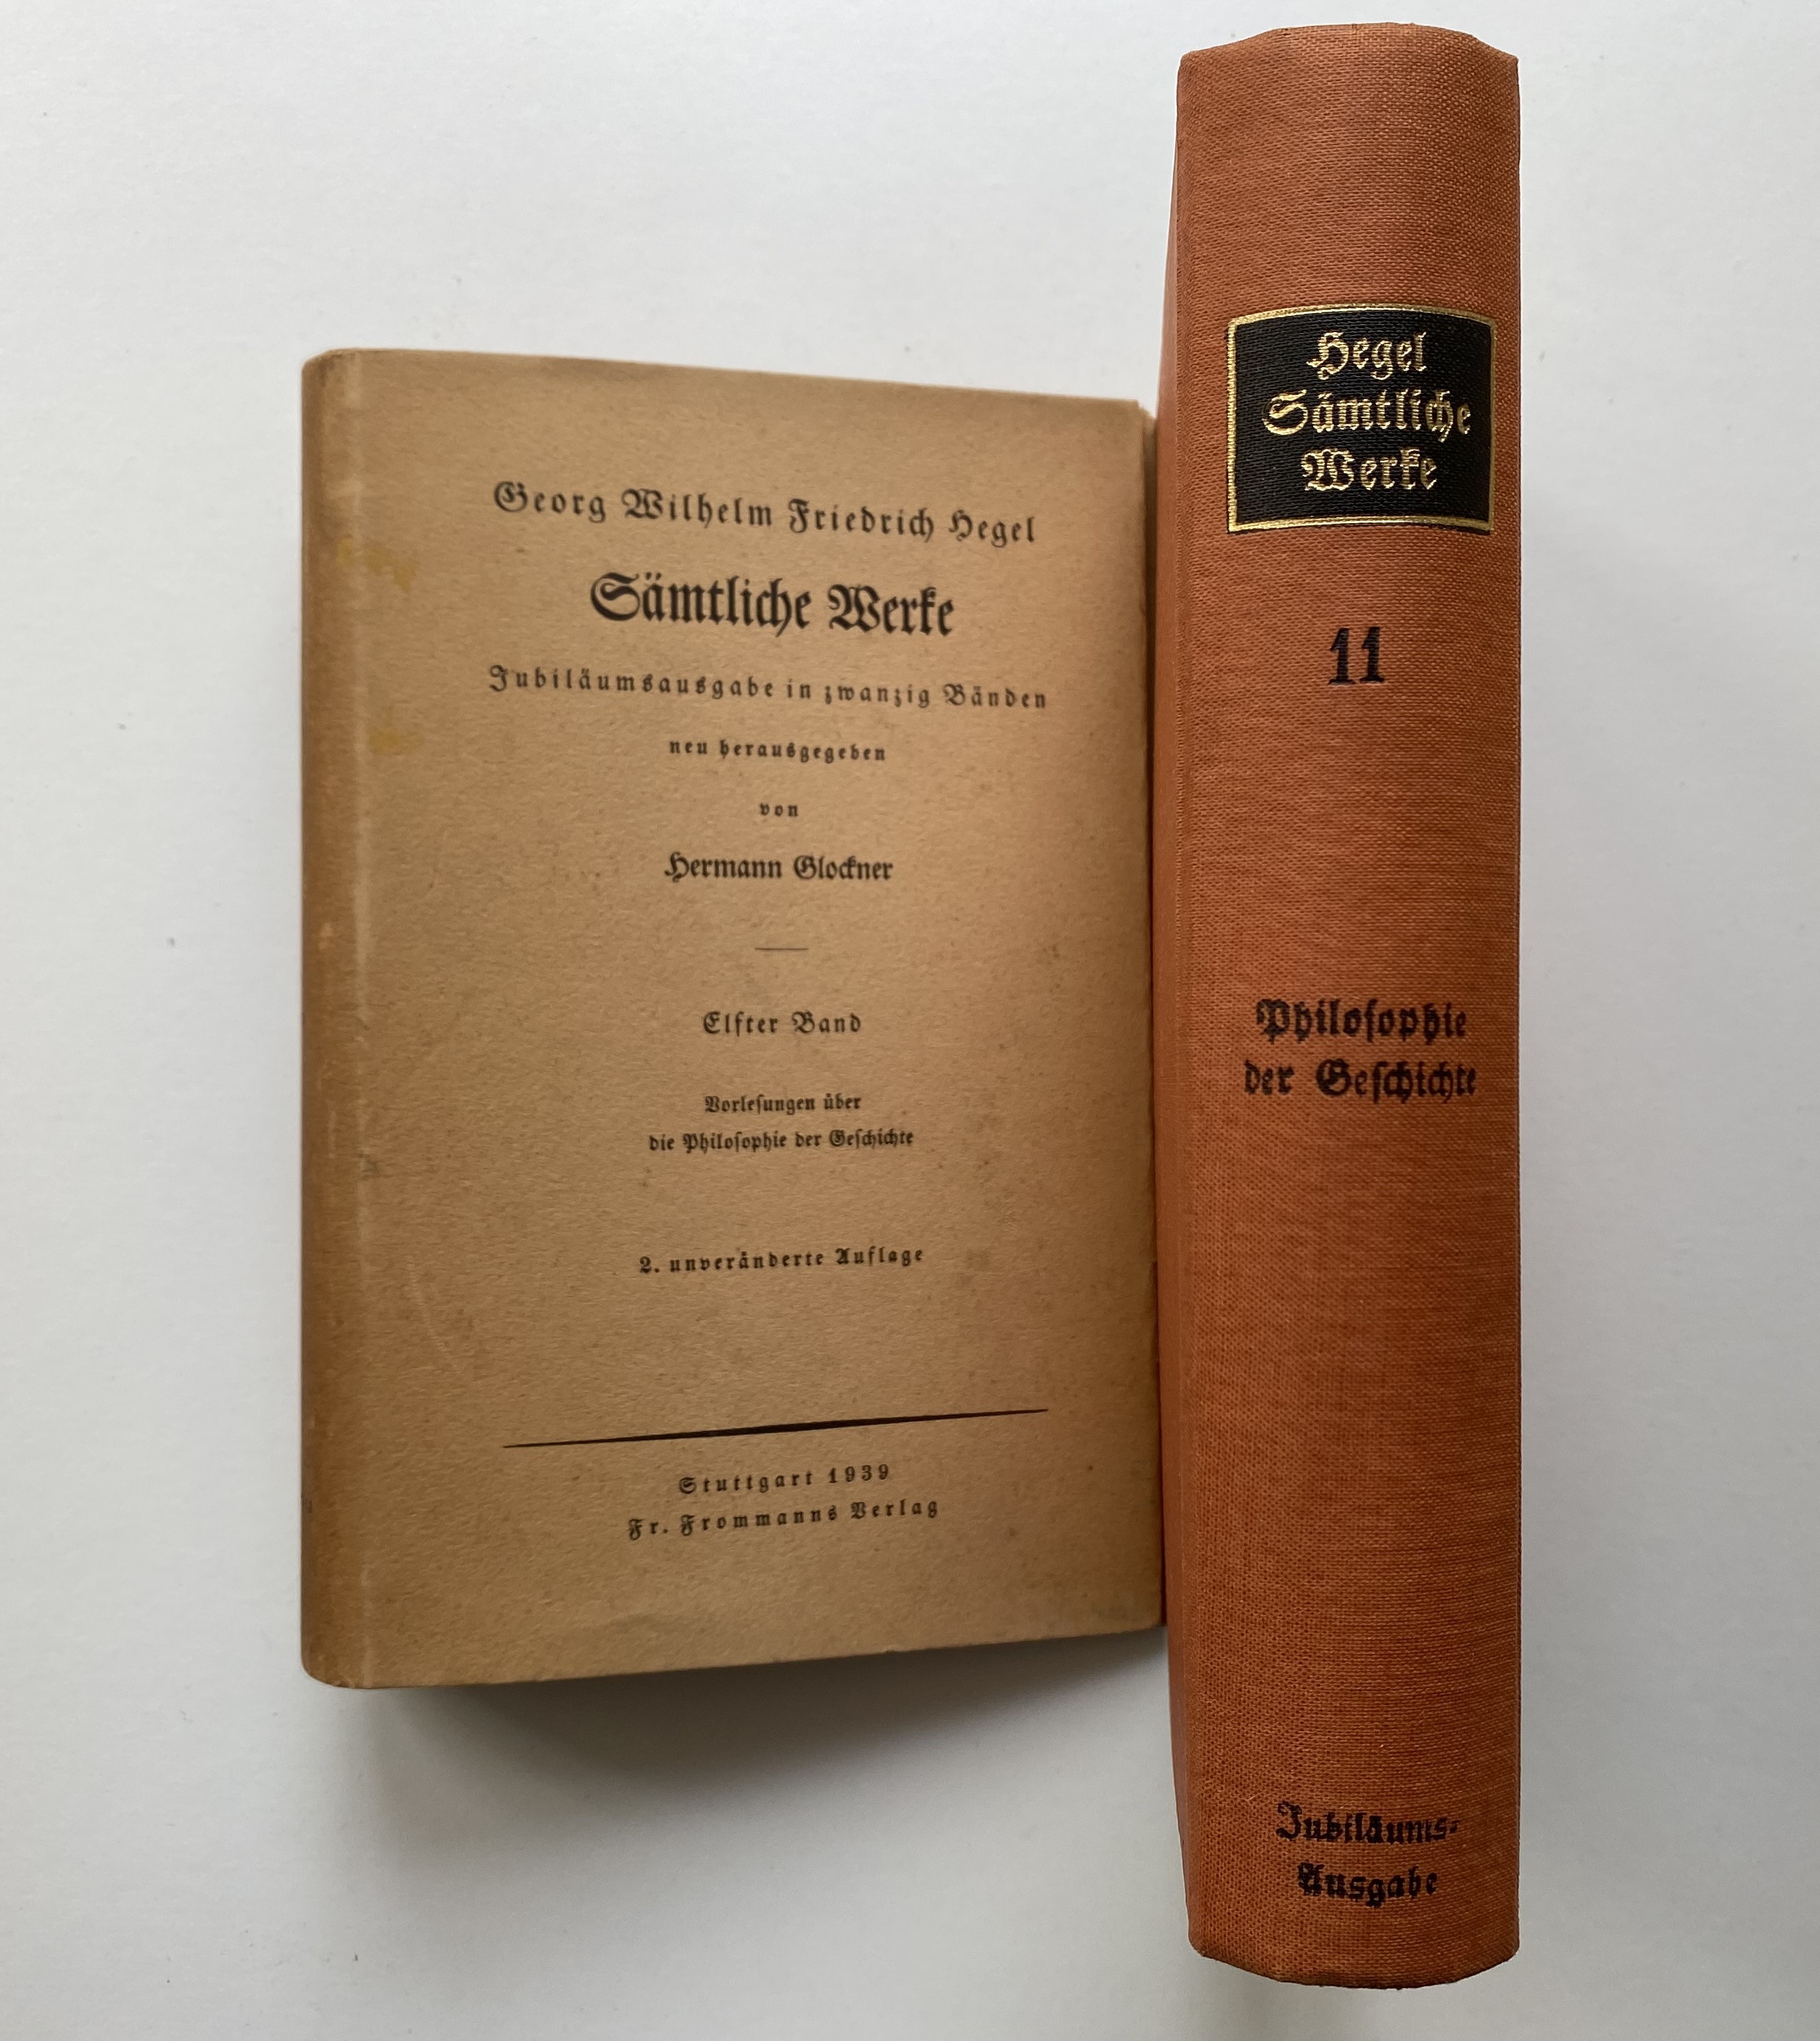 Georg Wilhelm Friedrich Hegel
Sämtliche Werke
Jubiläumsausgabe in zwanzig Bänden
neu herausgegeben
von
Hermann Glockner
Elfter Band
Vorleſungen über
die Philoſophie der Geſchichte
2. unveränderte Auflage
Stuttgart 1939
Fr. Frommanns Verlag
Hegel
Sämtliche
Werke
11
Philoſophie
der Geſchichte
Jubiläums-
Ausgabe